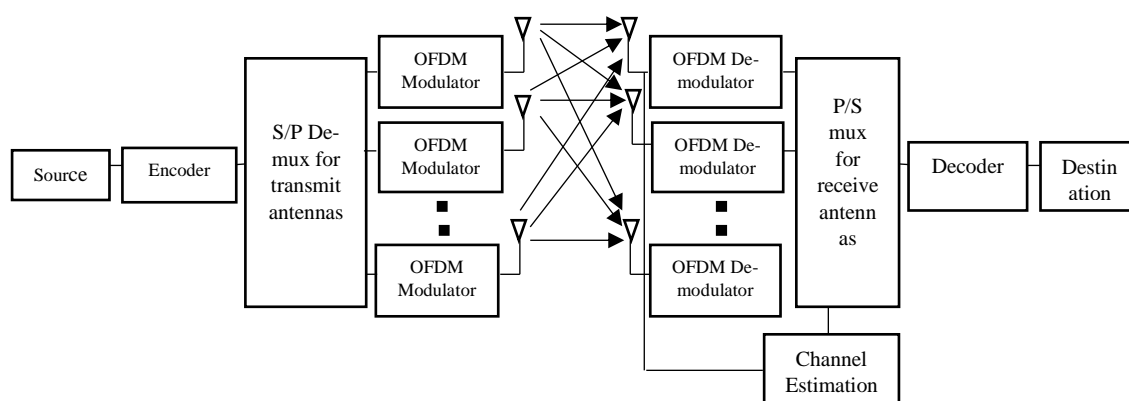 Source
Encoder
S/P De-
mux for
transmit
antennas
OFDM
Modulator
OFDM
Modulator
OFDM
Modulator
OFDM De-
modulator
OFDM De-
modulator
OFDM De-
modulator
P/S
mux
for
receive
antenn
as
Decoder
Destin
ation
Channel
Estimation